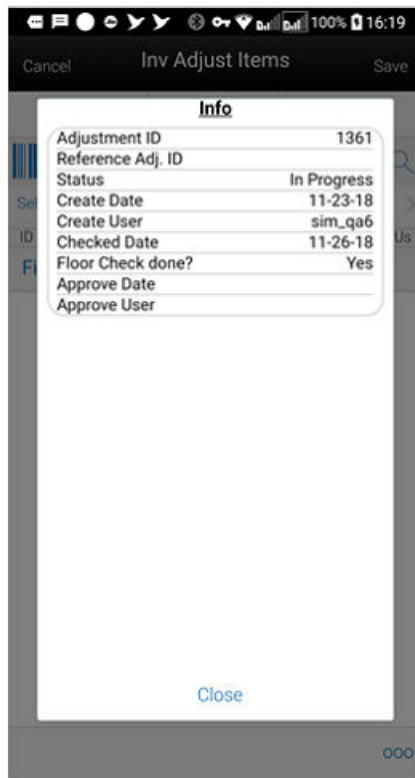 100% 16:19
Cancel Inv Adjust Items Save
Info
Adjustment ID 1361
Reference Adj. ID
Status In Progress
Create Date 11-23-18
Create User sim_qa6
Checked Date 11-26-18
Floor Check done? Yes
Approve Date
Approve User
ID Us
Close